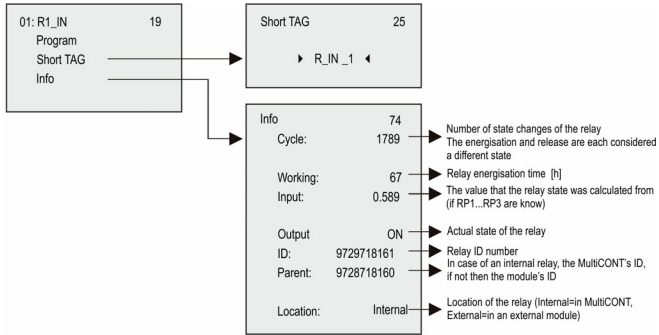 01: R1_IN 19
Program
Short TAG
Info
Short TAG 25
R_IN _1
Info 74
Cycle: 1789
Number of state changes of the relay
The energisation and release are each considered
a different state
Working: 67
Relay energisation time [h]
Input: 0.589
The value that the relay state was calculated from
(if RP1...RP3 are know)
Output ON
Actual state of the relay
ID: 9729718161
Relay ID number
Parent: 9728718160
In case of an internal relay, the MultiCONT's ID,
if not then the module's ID
Location: Internal
Location of the relay (Internal=in MultiCONT,
External=in an external module)